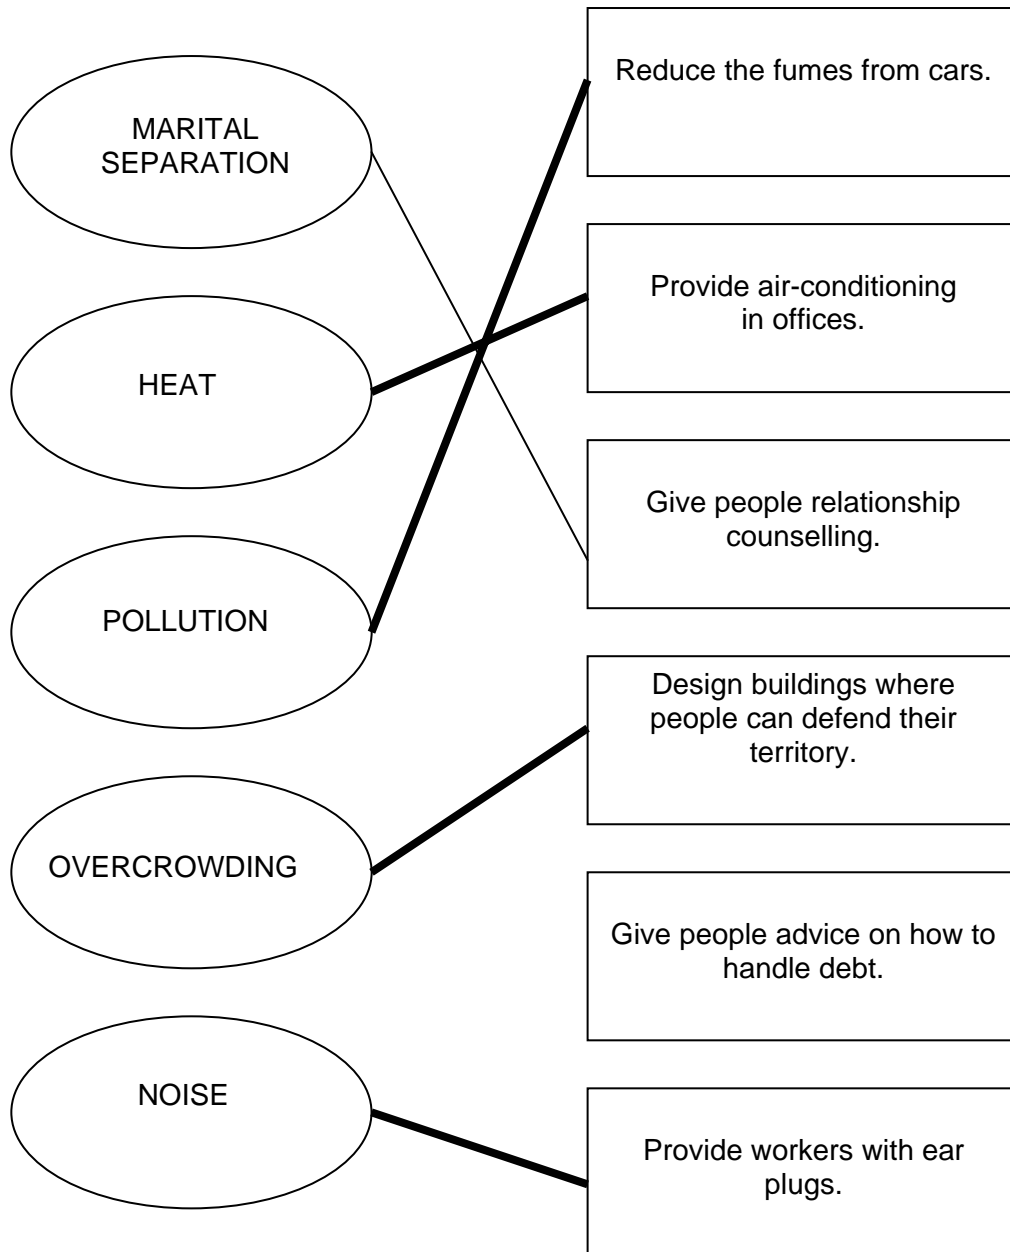 MARITAL
SEPARATION
HEAT
POLLUTION
OVERCROWDING
NOISE
Reduce the fumes from cars.
Provide air-conditioning
in offices.
Give people relationship
counselling.
Design buildings where
people can defend their
territory.
Give people advice on how to
handle debt.
Provide workers with ear
plugs.